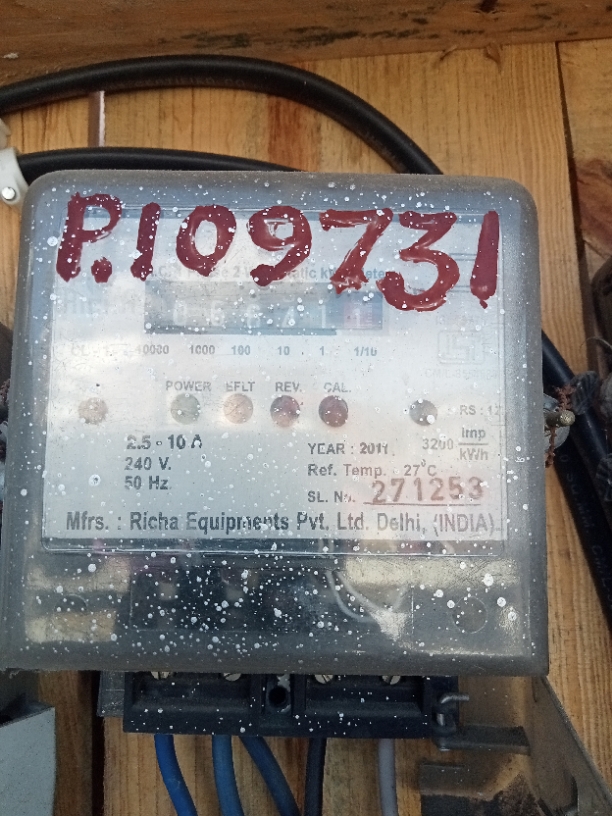 P.109731
10000 1000 100 10 1 1/10
POWER EFLT REV. CAL.
2.5 - 10 A
240 V.
50 Hz.
YEAR : 2011
3200 Imp/kWh
Ref. Temp. 27°C
SL. No. 271253
Mfrs. : Richa Equipments Pvt. Ltd. Delhi, (INDIA)